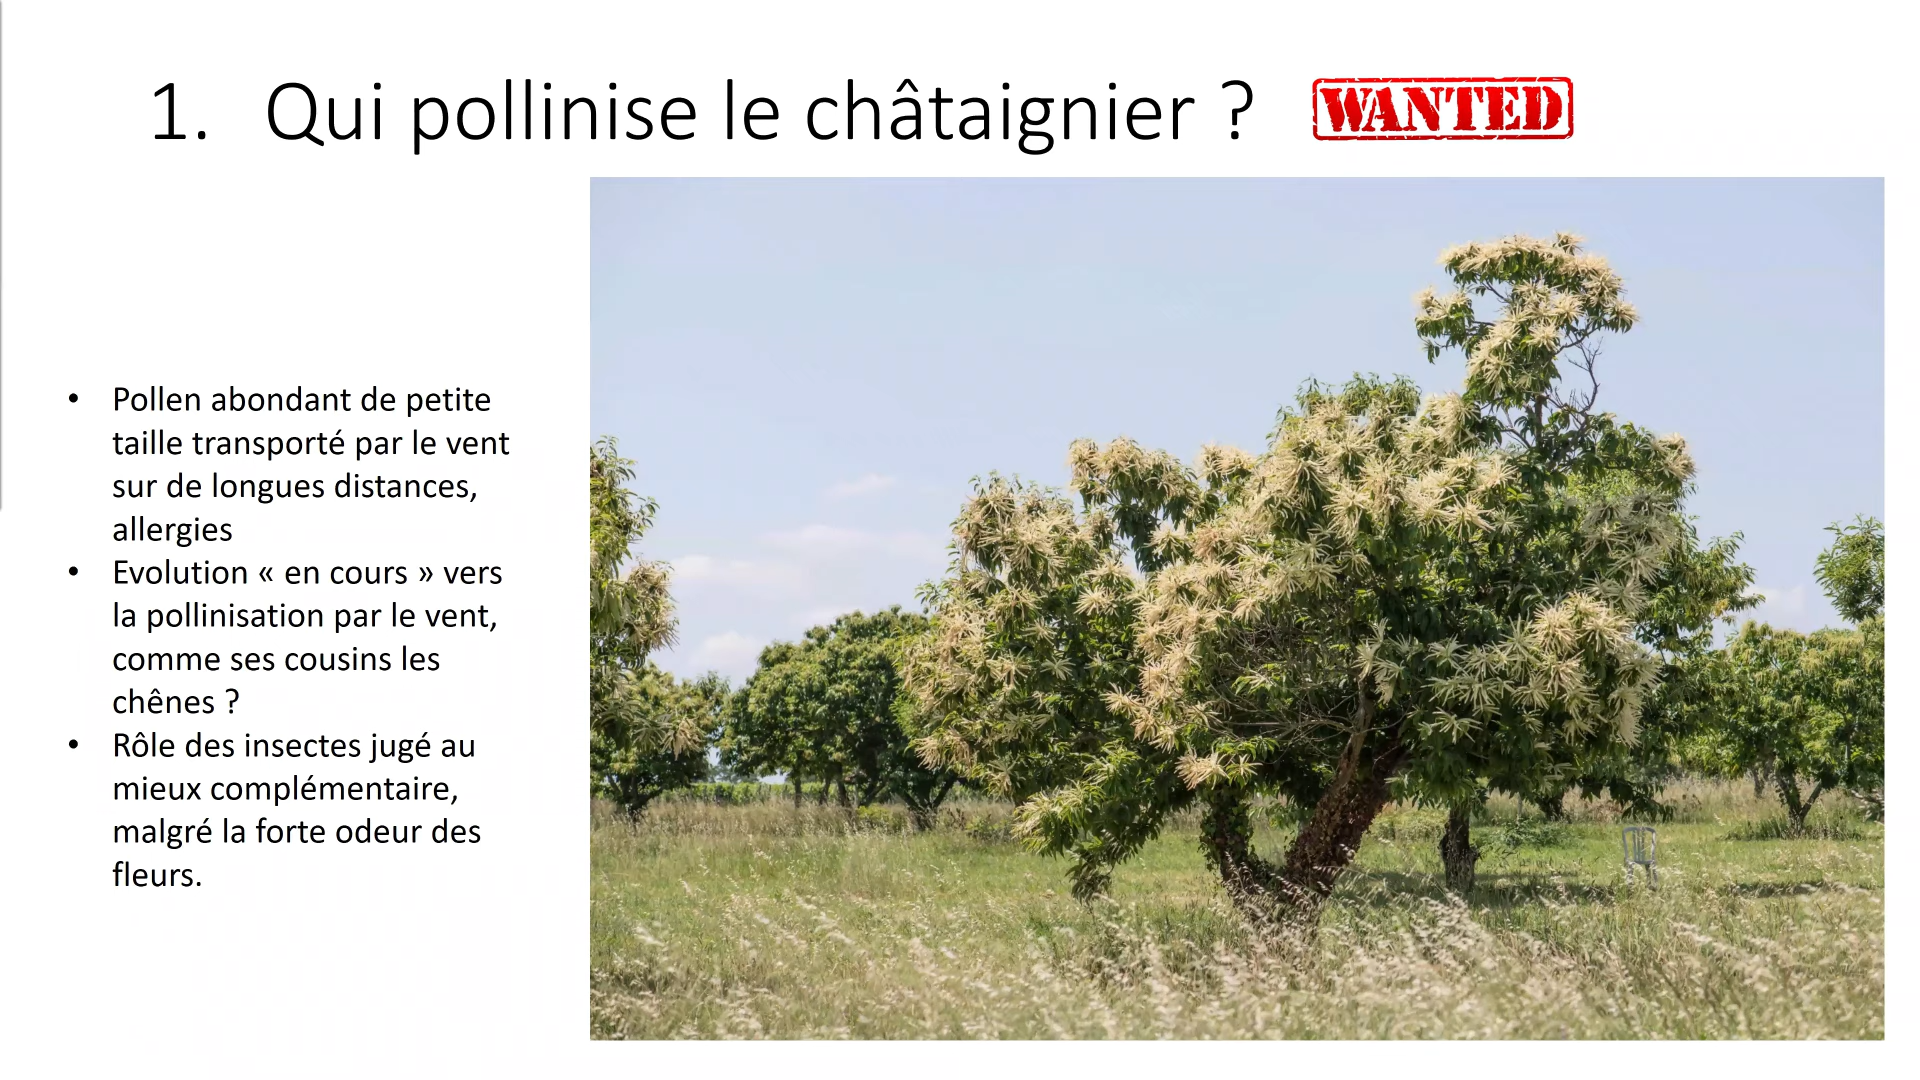 1. Qui pollinise le châtaignier ?
WANTED
• Pollen abondant de petite
taille transporté par le vent
sur de longues distances,
allergies
• Evolution « en cours » vers
la pollinisation par le vent,
comme ses cousins les
chênes ?
• Rôle des insectes jugé au
mieux complémentaire,
malgré la forte odeur des
fleurs.